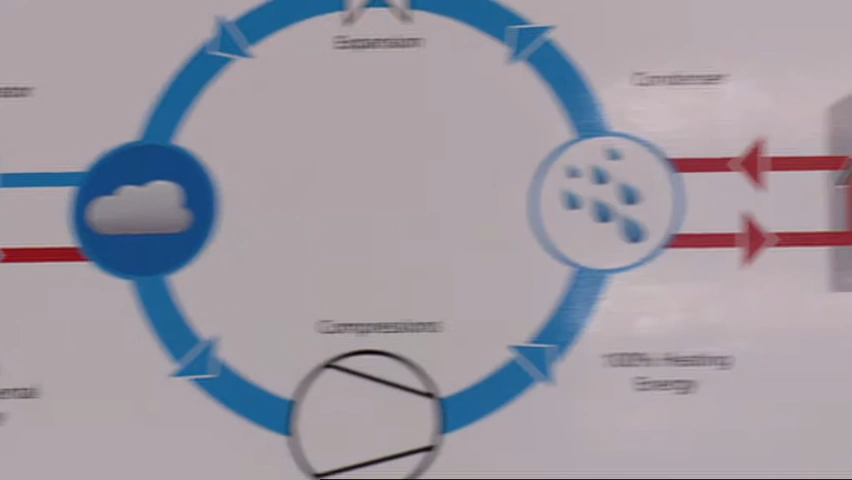 Expansion
Condenser
Compression
100% Heating
Energy